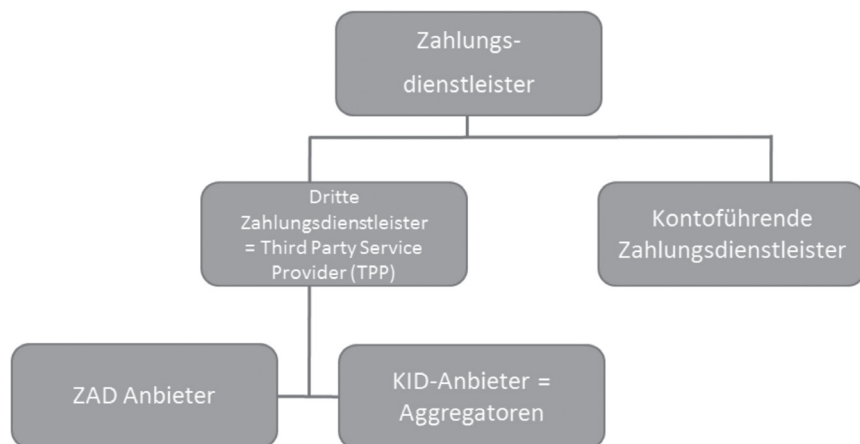 Zahlungs-
dienstleister
Dritte
Zahlungsdienstleister
= Third Party Service
Provider (TPP)
Kontoführende
Zahlungsdienstleister
ZAD Anbieter
KID-Anbieter =
Aggregatoren